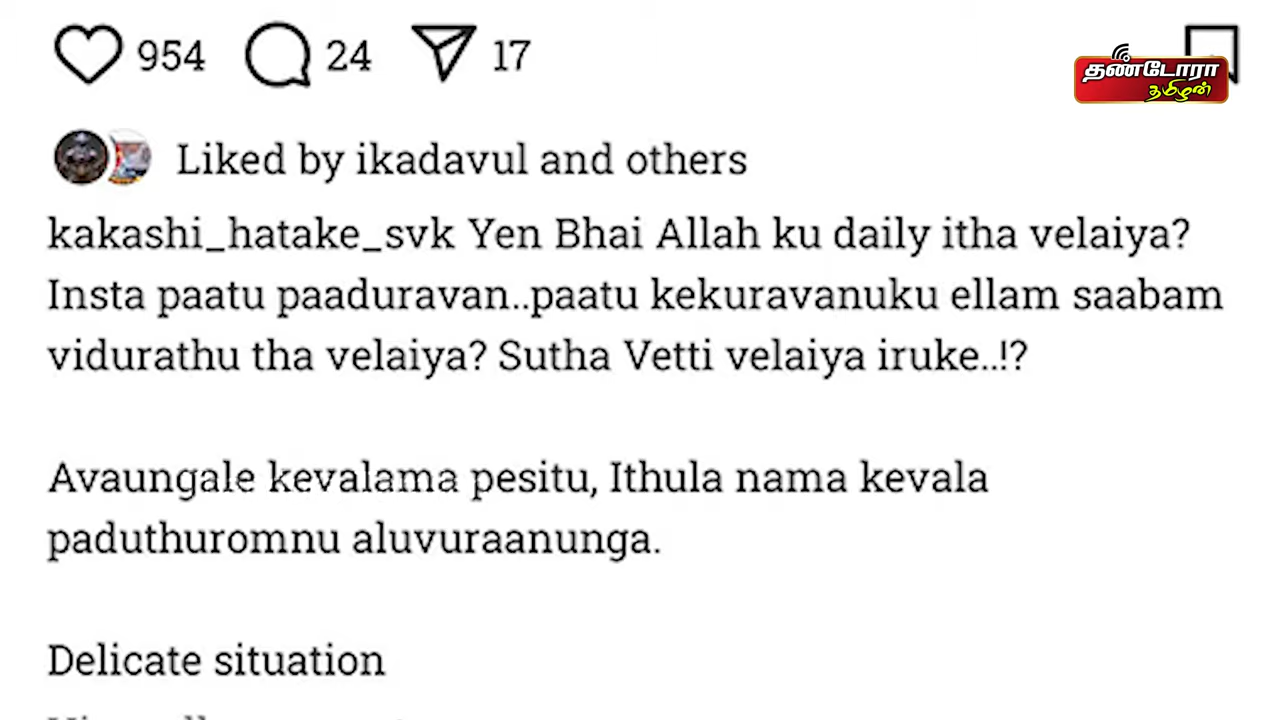 954 24 17
தண்டோரா
தமிழன்
Liked by ikadavul and others
kakashi_hatake_svk Yen Bhai Allah ku daily itha velaiya?
Insta paatu paaduravan..paatu kekuravanuku ellam saabam
vidurathu tha velaiya? Sutha Vetti velaiya iruke..!?
Avaungale kevalama pesitu, Ithula nama kevala
paduthuromnu aluvuraanunga.
Delicate situation